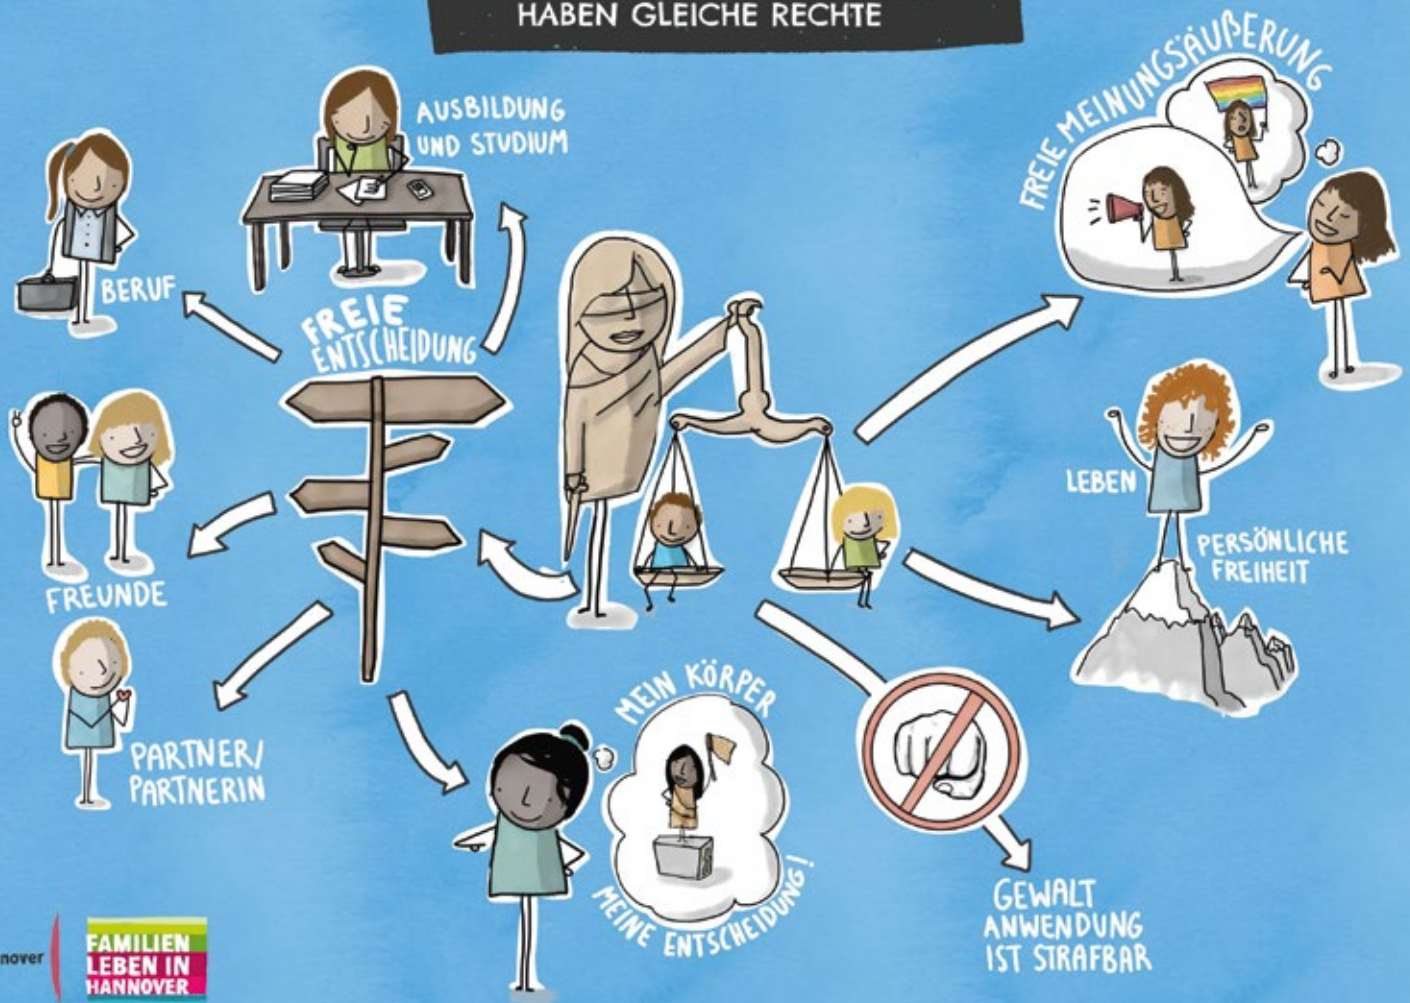 HABEN GLEICHE RECHTE
AUSBILDUNG
UND STUDIUM
BERUF
FREIE
ENTSCHEIDUNG
FREUNDE
PARTNER/
PARTNERIN
MEIN KÖRPER
MEINE ENTSCHEIDUNG!
FREIE MEINUNGSÄUßERUNG
LEBEN
PERSÖNLICHE
FREIHEIT
GEWALT
ANWENDUNG
IST STRAFBAR
nover
FAMILIEN
LEBEN IN
HANNOVER